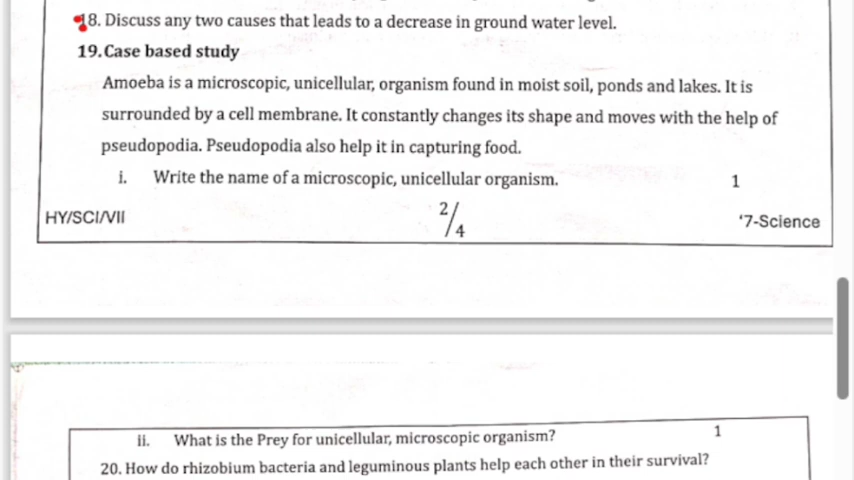 18. Discuss any two causes that leads to a decrease in ground water level.
19. Case based study
Amoeba is a microscopic, unicellular, organism found in moist soil, ponds and lakes. It is
surrounded by a cell membrane. It constantly changes its shape and moves with the help of
pseudopodia. Pseudopodia also help it in capturing food.
i. Write the name of a microscopic, unicellular organism. 1
HY/SCI/VII 2/4 '7-Science
ii. What is the Prey for unicellular, microscopic organism? 1
20. How do rhizobium bacteria and leguminous plants help each other in their survival?